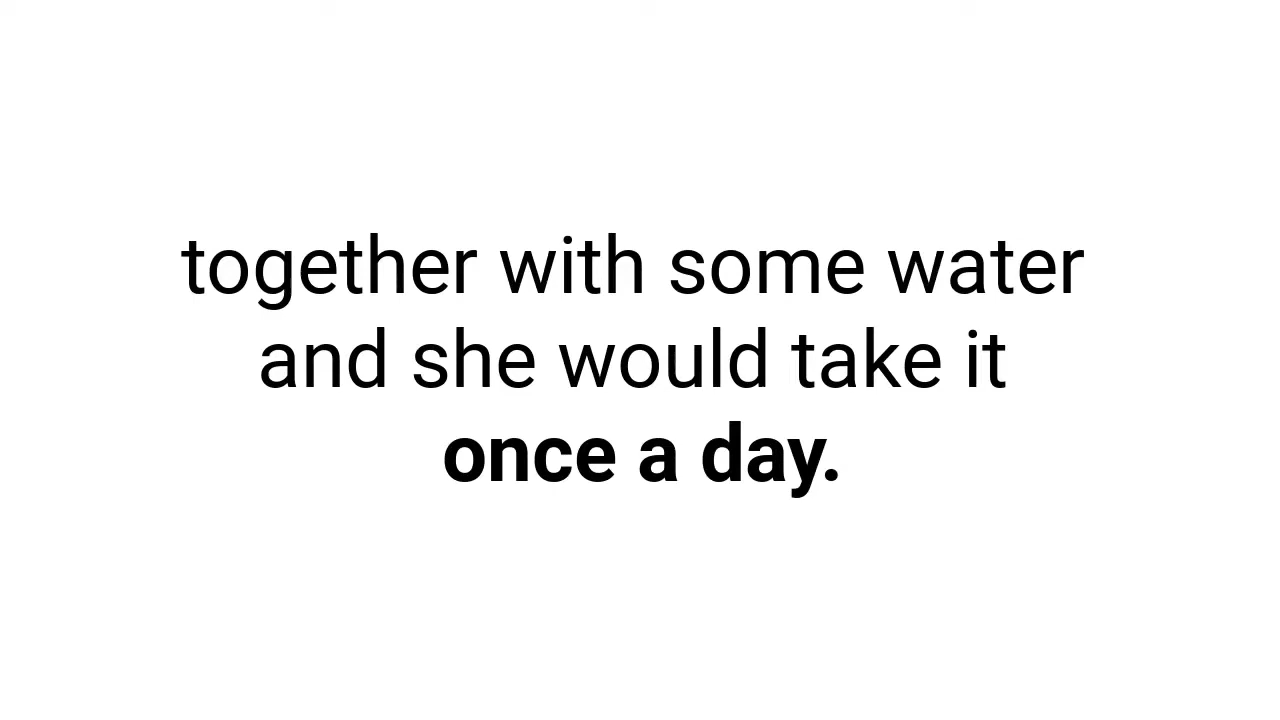 together with some water
and she would take it
once a day.